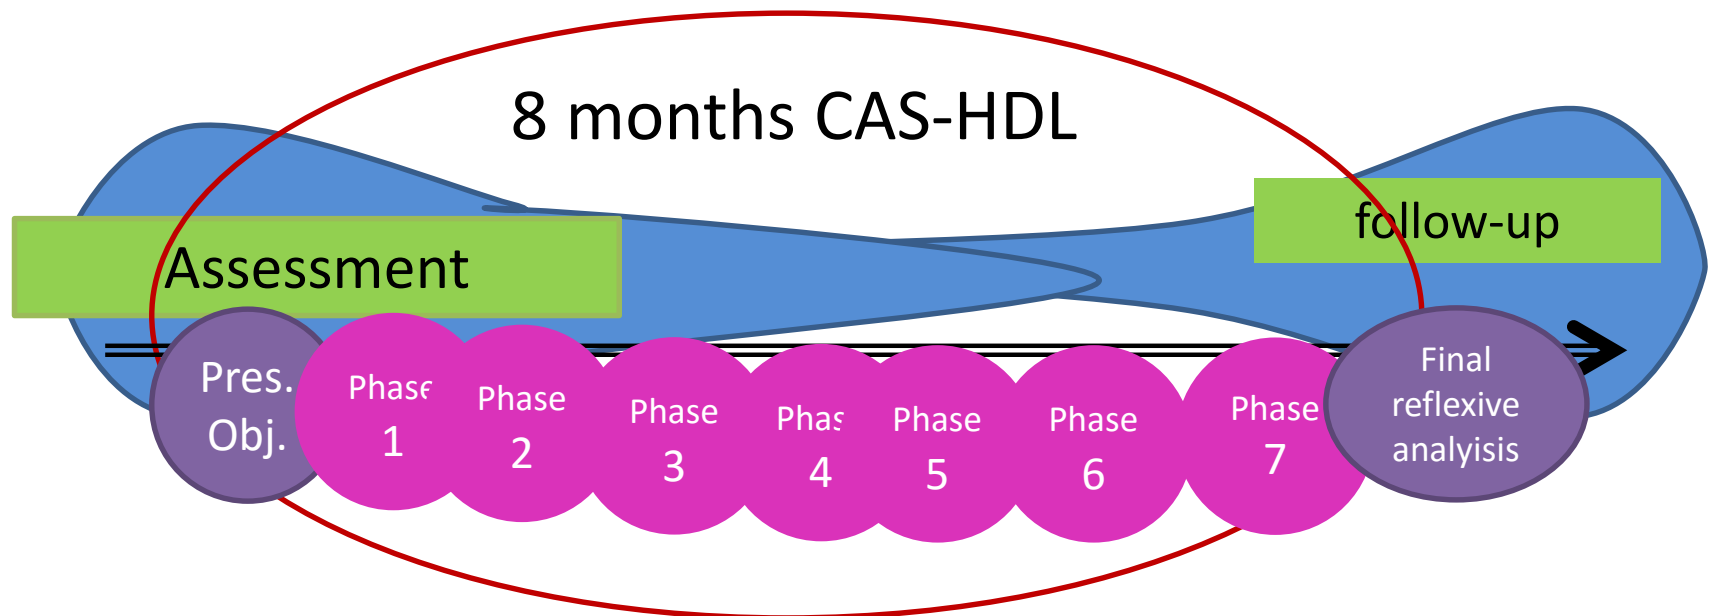 8 months CAS-HDL
follow-up
Assessment
Pres.
Obj.
Phase
1
Phase
2
Phase
3
Phas
4
Phase
5
Phase
6
Phase
7
Final
reflexive
analyisis